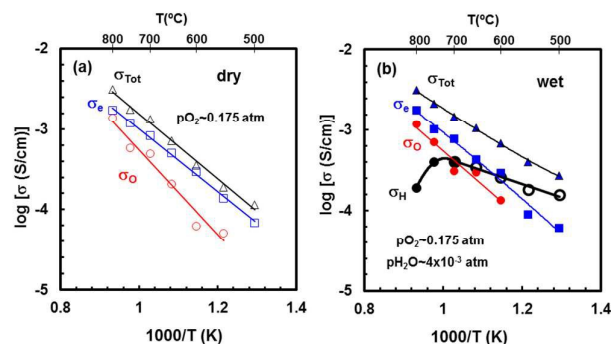 T(ºC)
800 700 600 500
-2
(a) dry
σTot
pO₂~0.175 atm
σe
σO
-3
-4
-5
0.8 1 1.2 1.4
1000/T (K)
log [σ (S/cm)]
T(ºC)
800 700 600 500
-2
(b) wet
σTot
σe
σO
σH
-3
-4
-5
pO₂~0.175 atm
pH2O~4x10⁻³ atm
0.8 1 1.2 1.4
1000/T (K)
log [σ (S/cm)]